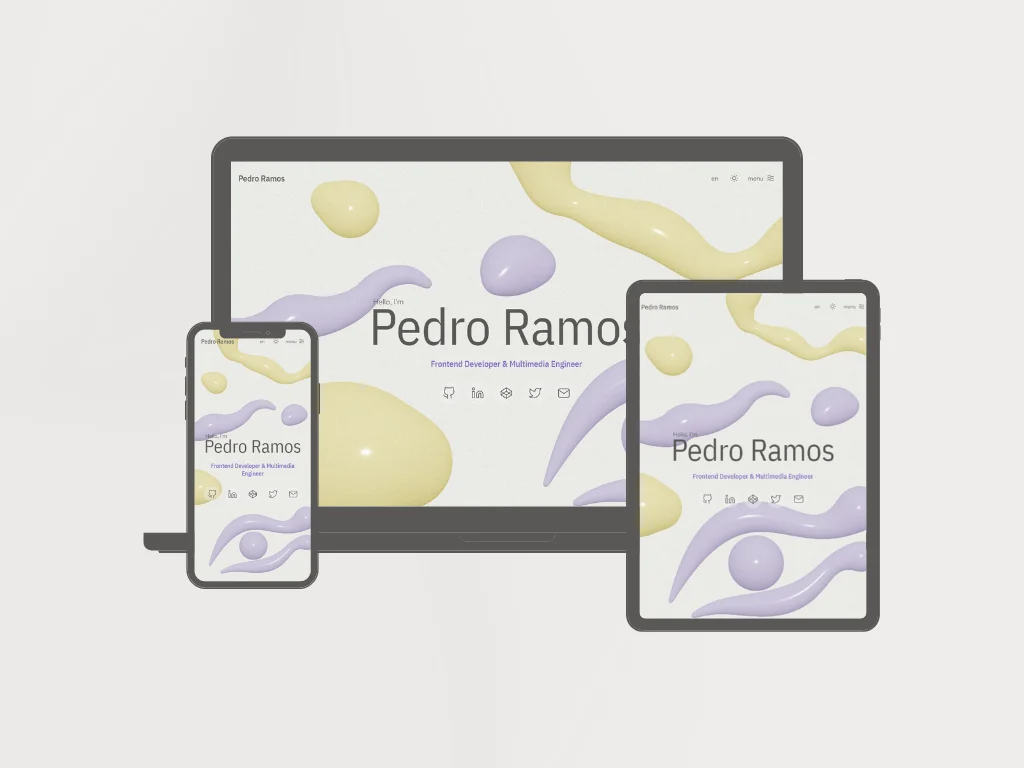 Pedro Ramos
en
menu
Hello, I'm
Pedro Ramos
Frontend Developer & Multimedia Engineer
Pedro Ramos
en
menu
Hello, I'm
Pedro Ramos
Frontend Developer & Multimedia
Engineer
Pedro Ramos
en
menu
Hello, I'm
Pedro Ramos
Frontend Developer & Multimedia Engineer